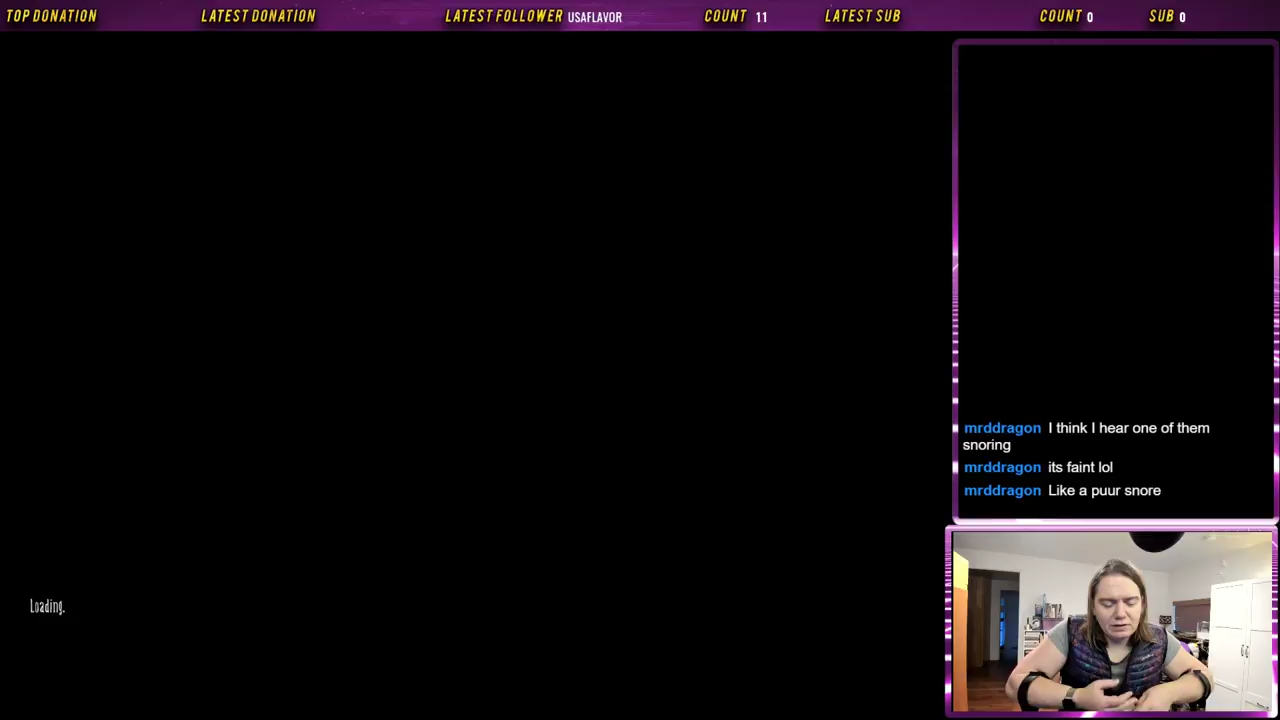 TOP DONATION LATEST DONATION LATEST FOLLOWER USAFLAVOR COUNT 11 LATEST SUB COUNT 0 SUB 0
mrddragon I think I hear one of them
snoring
mrddragon its faint lol
mrddragon Like a puur snore
Loading.